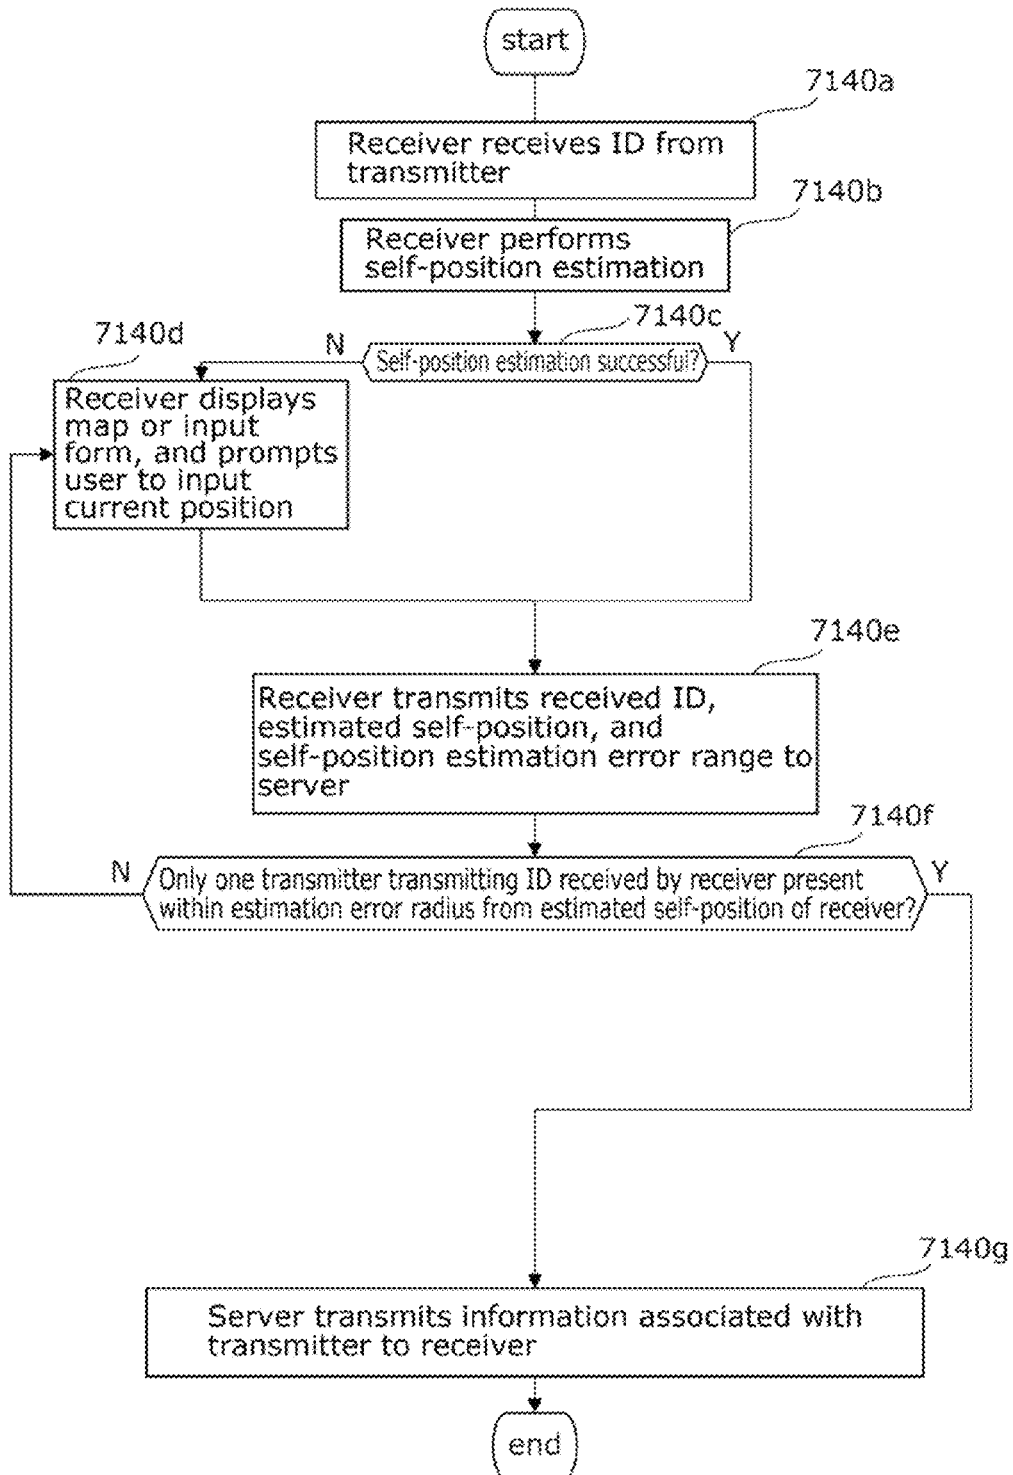 start
7140a
Receiver receives ID from
transmitter
7140b
Receiver performs
self-position estimation
7140c
7140d
N
Y
Self-position estimation successful?
Receiver displays
map or input
form, and prompts
user to input
current position
7140e
Receiver transmits received ID,
estimated self-position, and
self-position estimation error range to
server
7140f
N
Y
Only one transmitter transmitting ID received by receiver present
within estimation error radius from estimated self-position of receiver?
7140g
Server transmits information associated with
transmitter to receiver
end